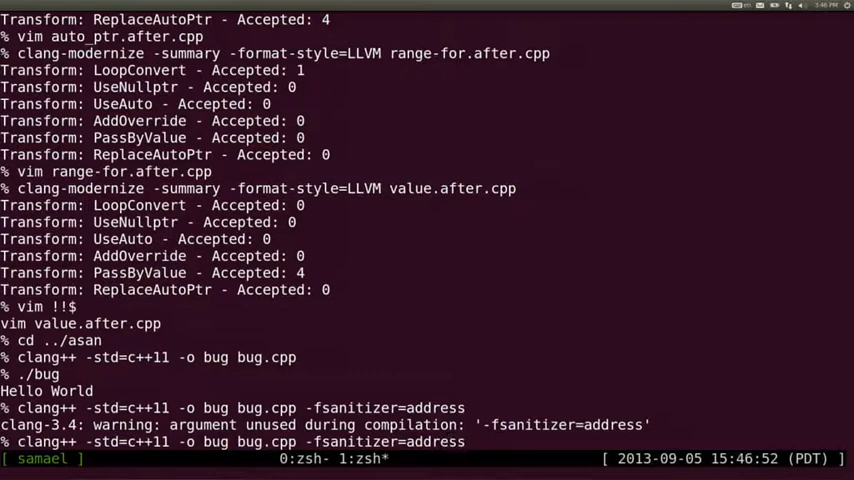 en 3:46 PM
Transform: ReplaceAutoPtr - Accepted: 4
% vim auto_ptr.after.cpp
% clang-modernize -summary -format-style=LLVM range-for.after.cpp
Transform: LoopConvert - Accepted: 1
Transform: UseNullptr - Accepted: 0
Transform: UseAuto - Accepted: 0
Transform: AddOverride - Accepted: 0
Transform: PassByValue - Accepted: 0
Transform: ReplaceAutoPtr - Accepted: 0
% vim range-for.after.cpp
% clang-modernize -summary -format-style=LLVM value.after.cpp
Transform: LoopConvert - Accepted: 0
Transform: UseNullptr - Accepted: 0
Transform: UseAuto - Accepted: 0
Transform: AddOverride - Accepted: 0
Transform: PassByValue - Accepted: 4
Transform: ReplaceAutoPtr - Accepted: 0
% vim !!$
vim value.after.cpp
% cd ../asan
% clang++ -std=c++11 -o bug bug.cpp
% ./bug
Hello World
% clang++ -std=c++11 -o bug bug.cpp -fsanitizer=address
clang-3.4: warning: argument unused during compilation: '-fsanitizer=address'
% clang++ -std=c++11 -o bug bug.cpp -fsanitizer=address
[ samael ] 0:zsh- 1:zsh* [ 2013-09-05 15:46:52 (PDT) ]